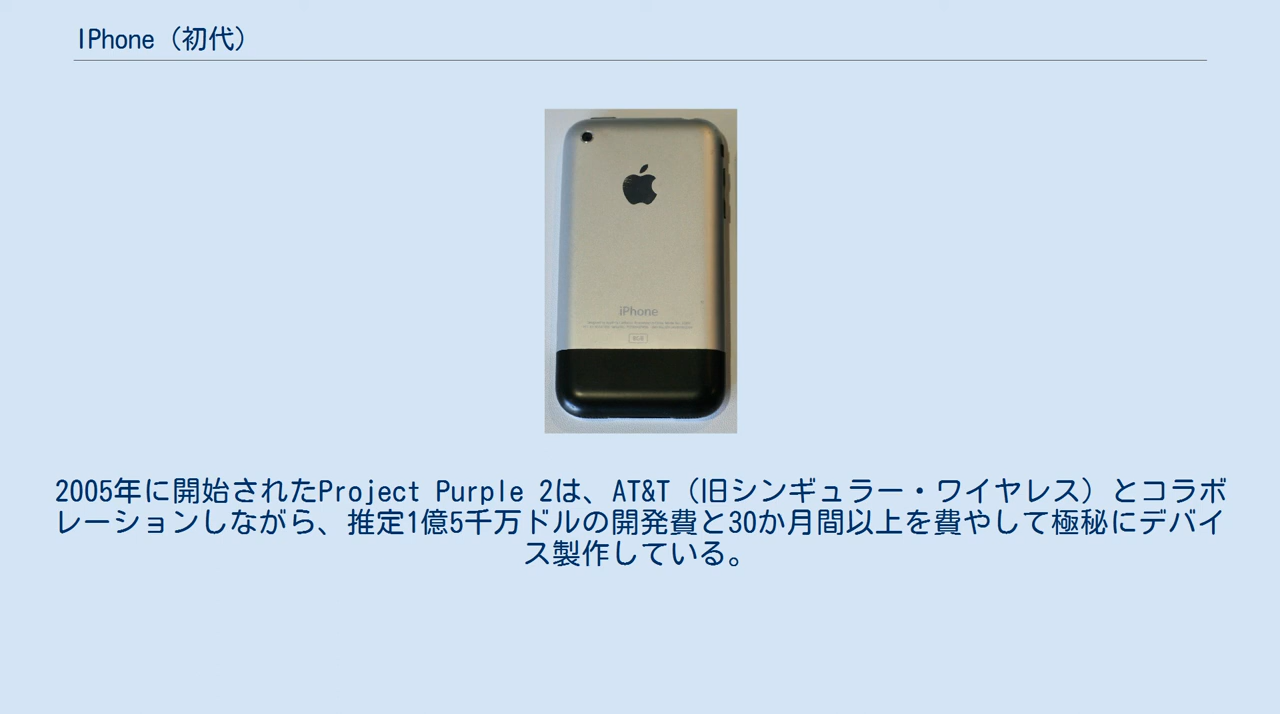 IPhone（初代）
iPhone
2005年に開始されたProject Purple 2は、AT&T（旧シンギュラー・ワイヤレス）とコラボ
レーションしながら、推定1億5千万ドルの開発費と30か月間以上を費やして極秘にデバイ
ス製作している。